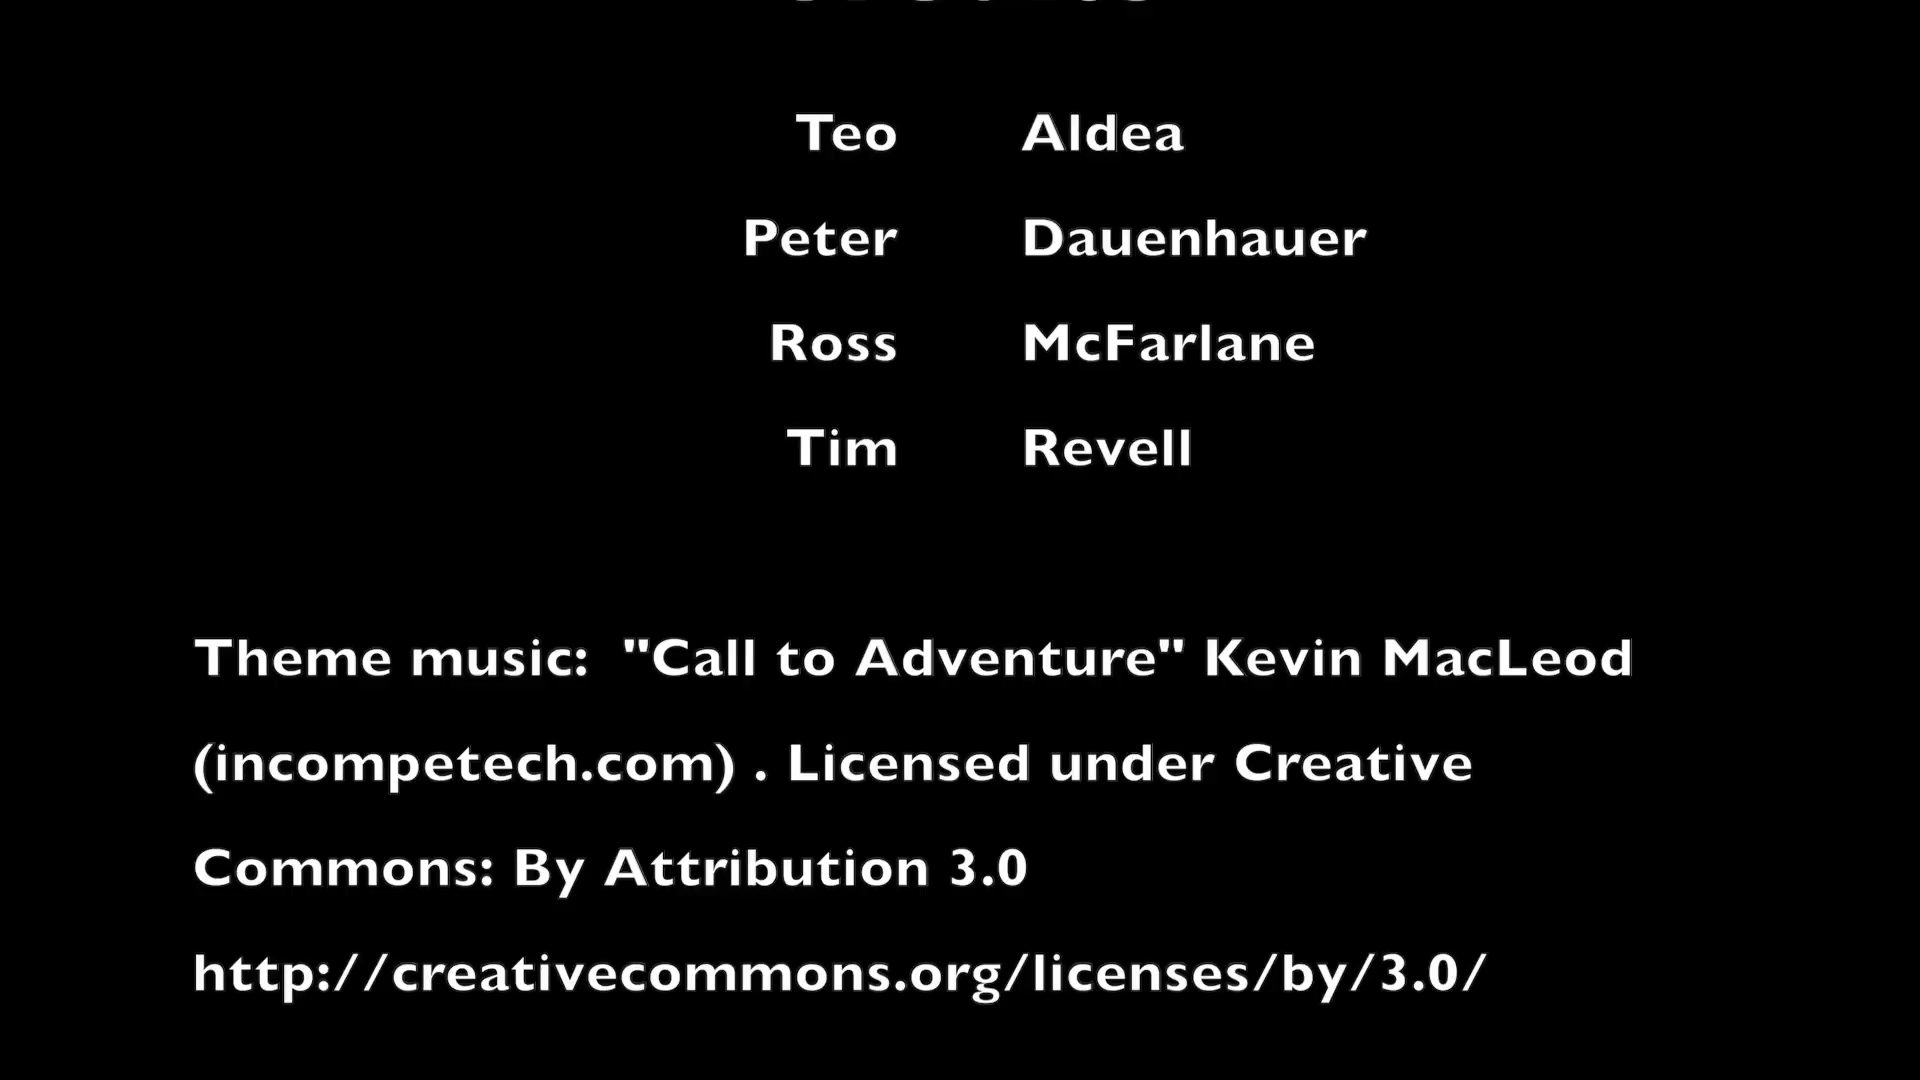 Teo Aldea
Peter Dauenhauer
Ross McFarlane
Tim Revell
Theme music:  "Call to Adventure" Kevin MacLeod
(incompetech.com) . Licensed under Creative
Commons: By Attribution 3.0
http://creativecommons.org/licenses/by/3.0/